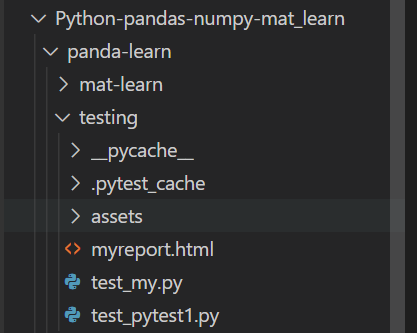 Python-pandas-numpy-mat_learn
panda-learn
mat-learn
testing
__pycache__
.pytest_cache
assets
myreport.html
test_my.py
test_pytest1.py